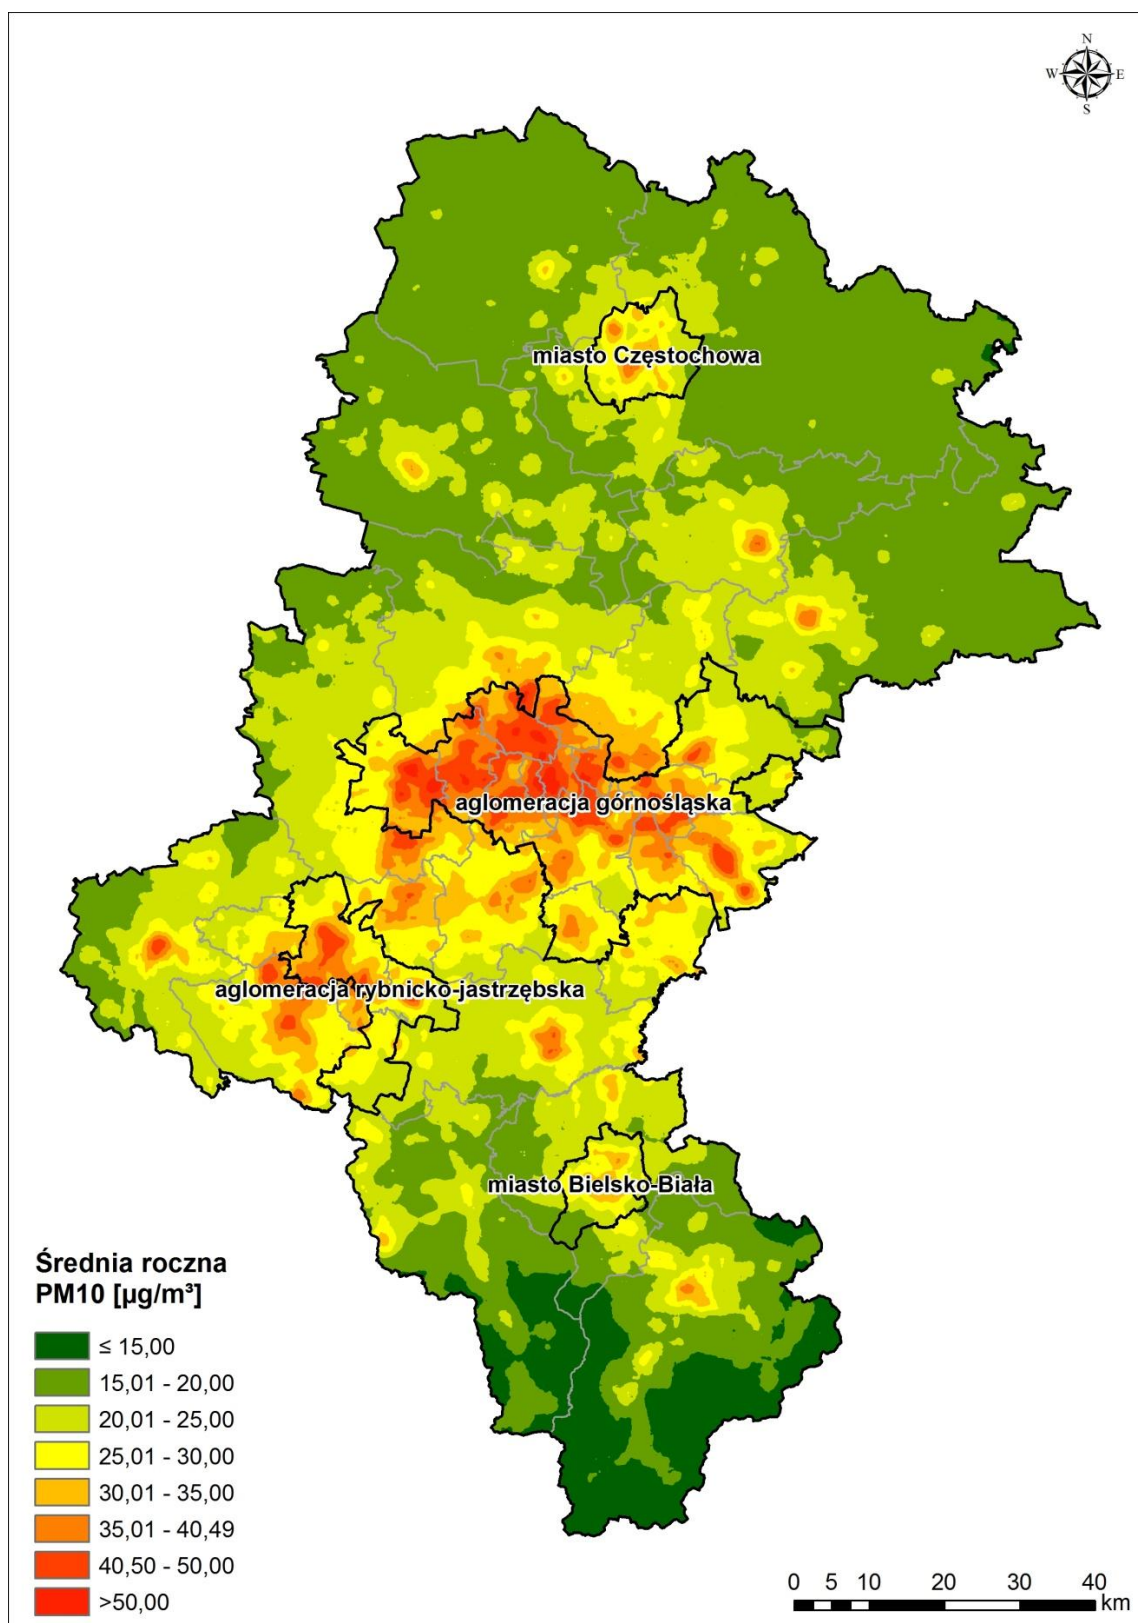 N
W E
S
miasto Częstochowa
aglomeracja górnośląska
aglomeracja rybnicko-jastrzębska
miasto Bielsko-Biała
Średnia roczna
PM10 [µg/m³]
≤ 15,00
15,01 - 20,00
20,01 - 25,00
25,01 - 30,00
30,01 - 35,00
35,01 - 40,49
40,50 - 50,00
>50,00
0 5 10 20 30 40
km